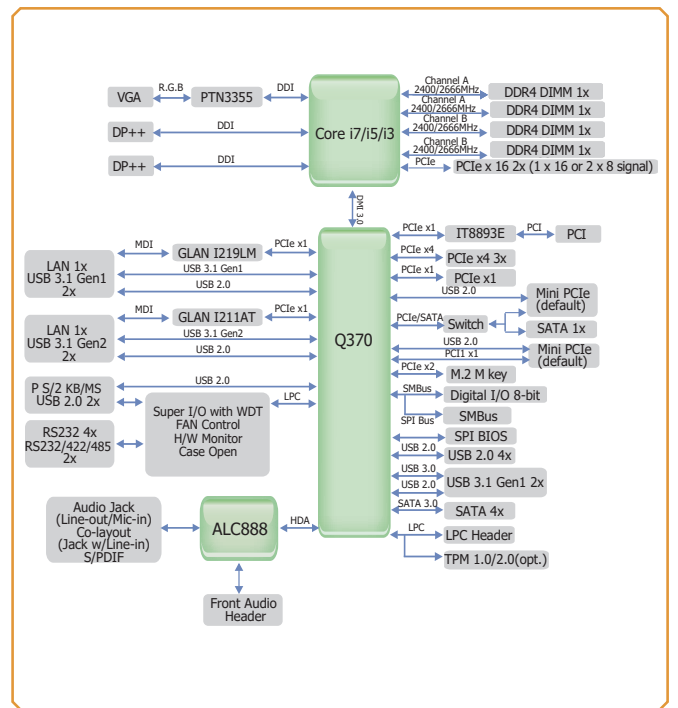 VGA
R.G.B
PTN3355
DDI
DP++
DDI
DP++
DDI
Core i7/i5/i3
Channel A
2400/2666MHz
DDR4 DIMM 1x
Channel A
2400/2666MHz
DDR4 DIMM 1x
Channel B
2400/2666MHz
DDR4 DIMM 1x
Channel B
2400/2666MHz
DDR4 DIMM 1x
PCIe
PCIe x 16 2x (1 x 16 or 2 x 8 signal)
DMI 3.0
Q370
LAN 1x
USB 3.1 Gen1
2x
MDI
GLAN I219LM
PCIe x1
USB 3.1 Gen1
USB 2.0
LAN 1x
USB 3.1 Gen2
2x
MDI
GLAN I211AT
PCIe x1
USB 3.1 Gen2
USB 2.0
P S/2 KB/MS
USB 2.0 2x
USB 2.0
RS232 4x
RS232/422/485
2x
Super I/O with WDT
FAN Control
H/W Monitor
Case Open
LPC
Audio Jack
(Line-out/Mic-in)
Co-layout
(Jack w/Line-in)
S/PDIF
ALC888
HDA
Front Audio
Header
PCIe x1
IT8893E
PCI
PCI
PCIe x4
PCIe x4 3x
PCIe x1
PCIe x1
USB 2.0
Mini PCIe
(default)
PCIe/SATA
Switch
SATA 1x
USB 2.0
PCI1 x1
Mini PCIe
(default)
PCIe x2
M.2 M key
SMBus
Digital I/O 8-bit
SPI Bus
SMBus
SPI BIOS
USB 2.0
USB 2.0 4x
USB 3.0
USB 2.0
USB 3.1 Gen1 2x
SATA 3.0
SATA 4x
LPC
LPC Header
TPM 1.0/2.0(opt.)